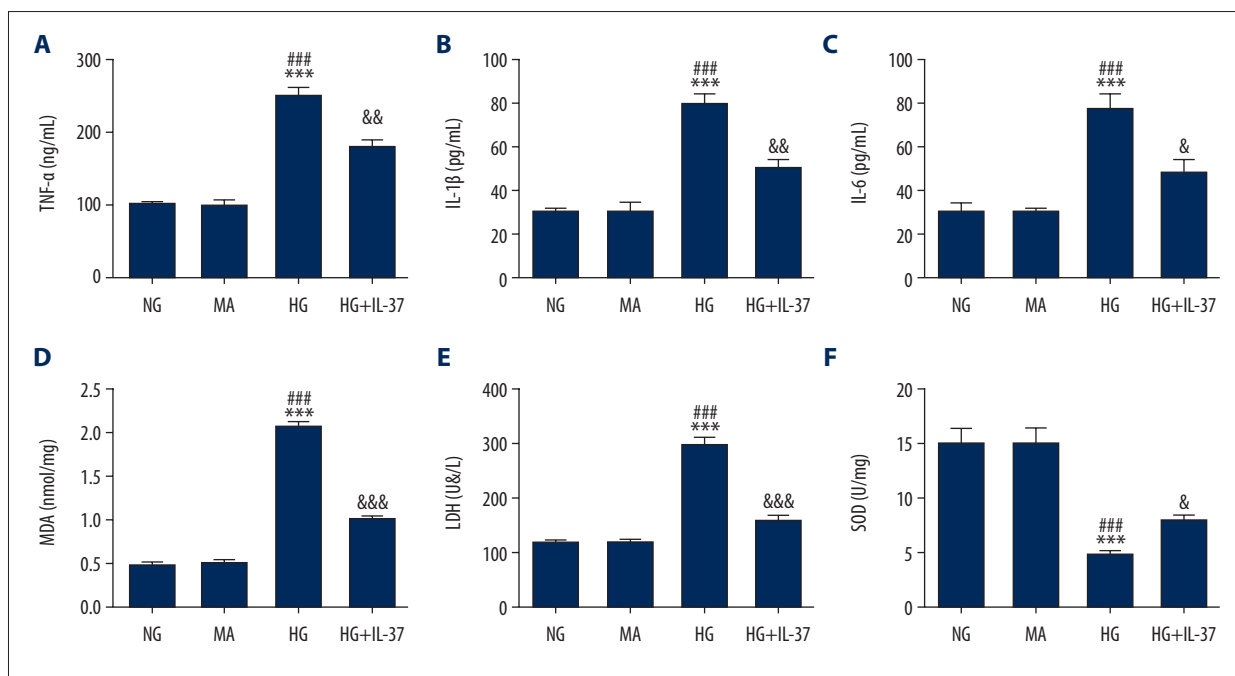 A
TNF-α (ng/mL)
300
200
100
0
###
***
&&
NG MA HG HG+IL-37
B
IL-1β (pg/mL)
100
80
60
40
20
0
###
***
&&
NG MA HG HG+IL-37
C
IL-6 (pg/mL)
100
80
60
40
20
0
###
***
&
NG MA HG HG+IL-37
D
MDA (nmol/mg)
2.5
2.0
1.5
1.0
0.5
0.0
###
***
&&&
NG MA HG HG+IL-37
E
LDH (U&/L)
400
300
200
100
0
###
***
&&&
NG MA HG HG+IL-37
F
SOD (U/mg)
20
15
10
5
0
###
***
&
NG MA HG HG+IL-37